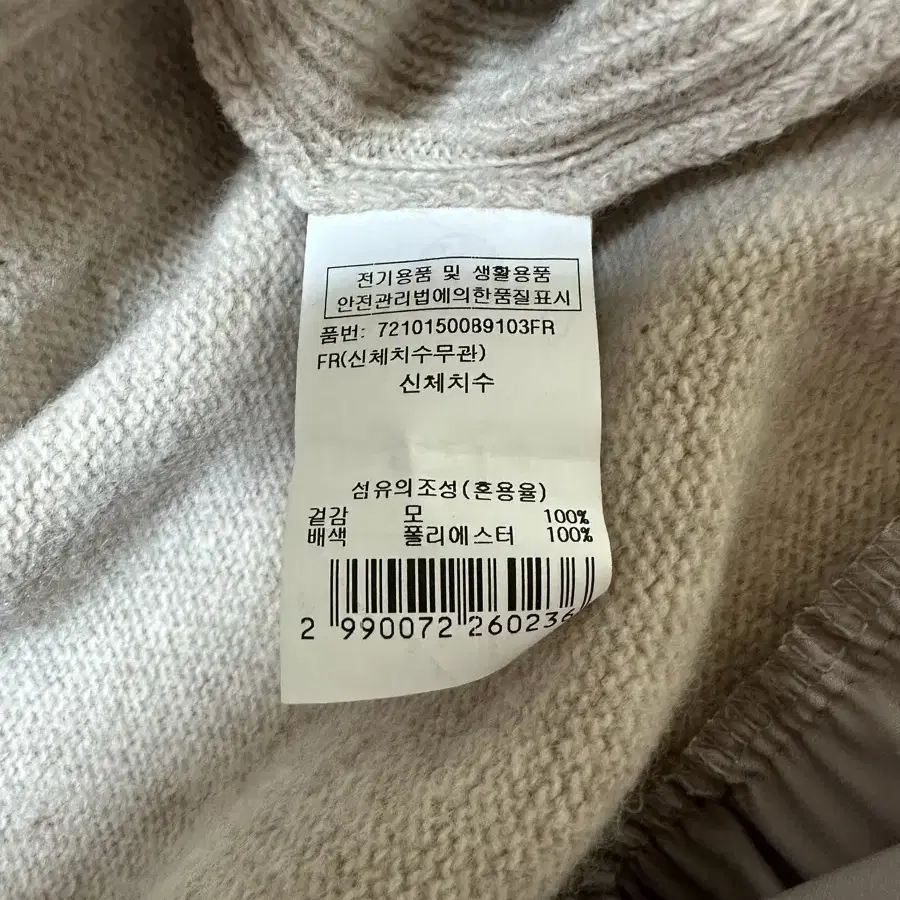 전기용품 및 생활용품
안전관리법에의한품질표시
품번: 7210150089103FR
FR(신체치수무관)
신체치수
섬유의조성(혼용율)
겉감 모 100%
배색 폴리에스터 100%
2 990072 260236